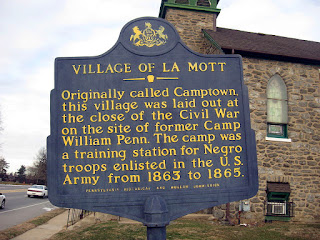 VILLAGE OF LA MOTT
Originally called Camptown,
this village was laid out at
the close of the Civil War
on the site of former Camp
William Penn. The camp was
a training station for Negro
troops enlisted in the U.S.
Army from 1863 to 1865.
PENNSYLVANIA HISTORICAL AND MUSEUM COMMISSION